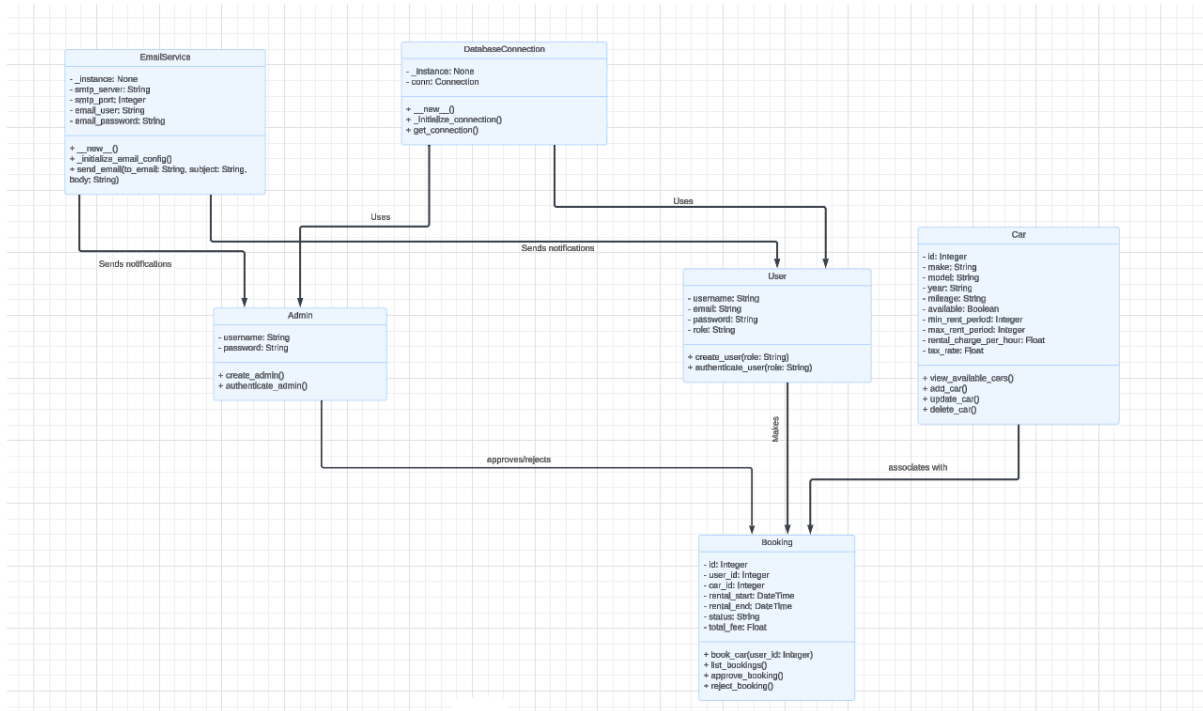 EmailService
- _instance: None
- smtp_server: String
- smtp_port: Integer
- email_user: String
- email_password: String
+ __new__()
+ _initialize_email_config()
+ send_email(to_email: String, subject: String,
body: String)
DatabaseConnection
- _instance: None
- conn: Connection
+ __new__()
+ _initialize_connection()
+ get_connection()
Uses
Uses
Sends notifications
Sends notifications
Admin
- username: String
- password: String
+ create_admin()
+ authenticate_admin()
User
- username: String
- email: String
- password: String
- role: String
+ create_user(role: String)
+ authenticate_user(role: String)
Car
- id: Integer
- make: String
- model: String
- year: String
- mileage: String
- available: Boolean
- min_rent_period: Integer
- max_rent_period: Integer
- rental_charge_per_hour: Float
- tax_rate: Float
+ view_available_cars()
+ add_car()
+ update_car()
+ delete_car()
Makes
approves/rejects
associates with
Booking
- id: Integer
- user_id: Integer
- car_id: Integer
- rental_start: DateTime
- rental_end: DateTime
- status: String
- total_fee: Float
+ book_car(user_id: Integer)
+ list_bookings()
+ approve_booking()
+ reject_booking()